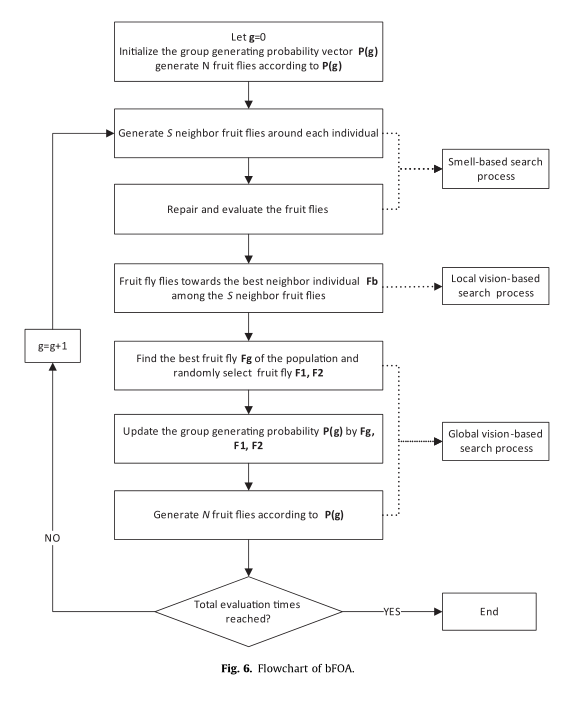 Let g=0
Initialize the group generating probability vector P(g)
generate N fruit flies according to P(g)
Generate S neighbor fruit flies around each individual
Smell-based search
process
Repair and evaluate the fruit flies
Fruit fly flies towards the best neighbor individual Fb
among the S neighbor fruit flies
Local vision-based
search process
g=g+1
Find the best fruit fly Fg of the population and
randomly select fruit fly F1, F2
Update the group generating probability P(g) by Fg,
F1, F2
Global vision-based
search process
Generate N fruit flies according to P(g)
NO
Total evaluation times
reached?
YES
End
Fig. 6. Flowchart of bFOA.